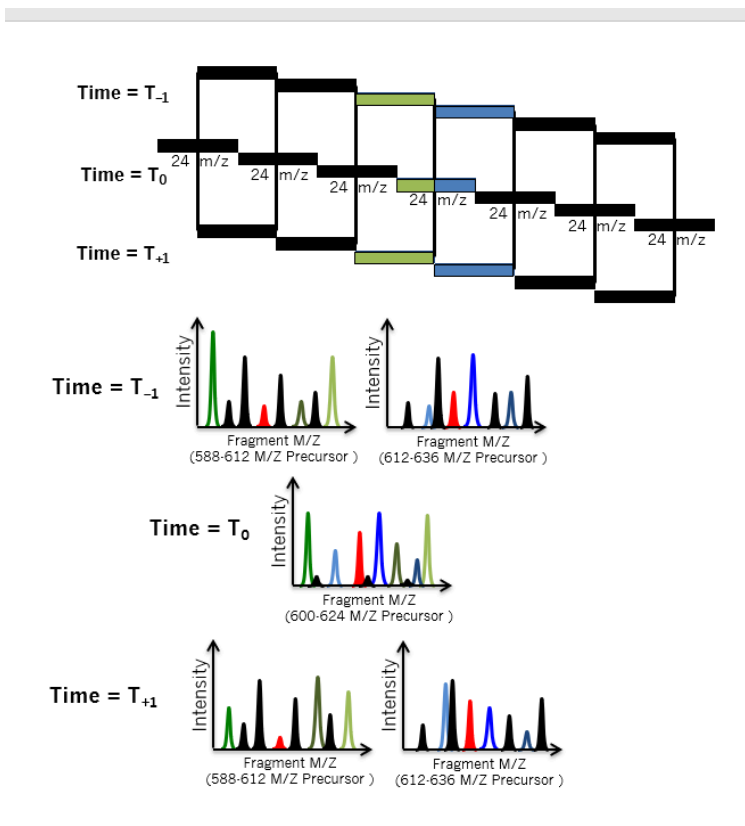 Time = T–1
24 m/z
Time = T0
24 m/z
24 m/z
24 m/z
24 m/z
24 m/z
24 m/z
Time = T+1
Time = T–1
Intensity
Fragment M/Z
(588-612 M/Z Precursor )
Intensity
Fragment M/Z
(612-636 M/Z Precursor )
Time = T0
Intensity
Fragment M/Z
(600-624 M/Z Precursor )
Time = T+1
Intensity
Fragment M/Z
(588-612 M/Z Precursor )
Intensity
Fragment M/Z
(612-636 M/Z Precursor )